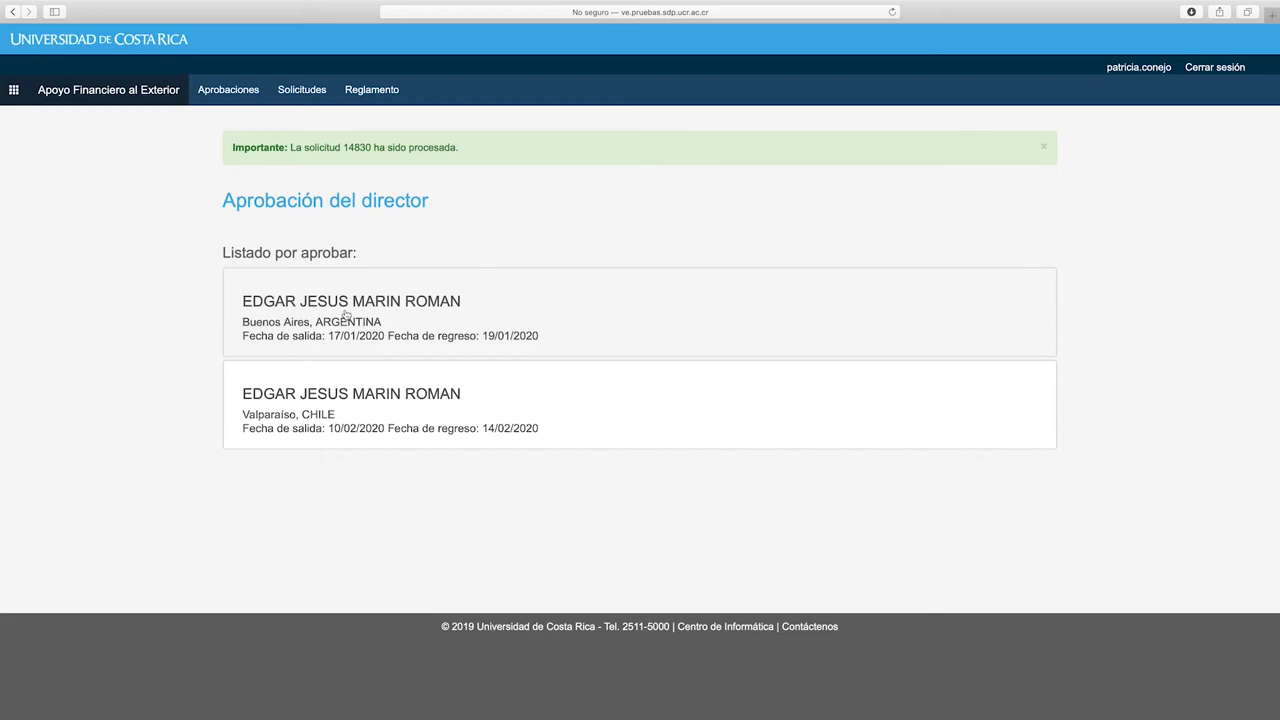 No seguro — ve.pruebas.sdp.ucr.ac.cr
UNIVERSIDAD DE COSTA RICA
patricia.conejo Cerrar sesión
Apoyo Financiero al Exterior Aprobaciones Solicitudes Reglamento
Importante: La solicitud 14830 ha sido procesada. ×
Aprobación del director
Listado por aprobar:
EDGAR JESUS MARIN ROMAN
Buenos Aires, ARGENTINA
Fecha de salida: 17/01/2020 Fecha de regreso: 19/01/2020
EDGAR JESUS MARIN ROMAN
Valparaíso, CHILE
Fecha de salida: 10/02/2020 Fecha de regreso: 14/02/2020
© 2019 Universidad de Costa Rica - Tel. 2511-5000 | Centro de Informática | Contáctenos